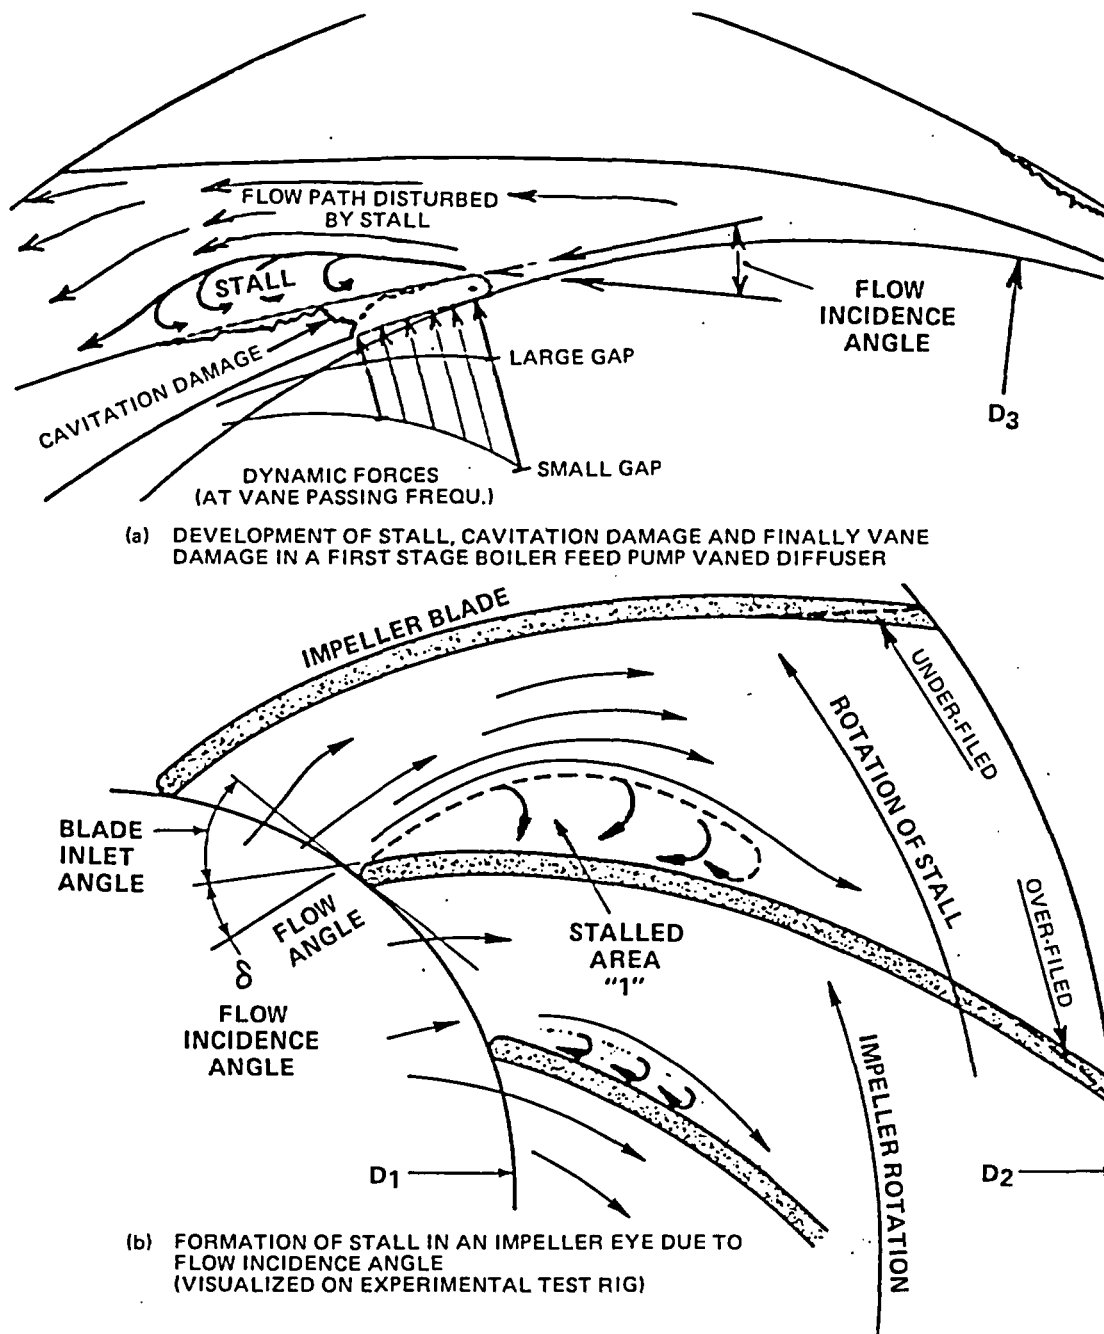 FLOW PATH DISTURBED
BY STALL
STALL
FLOW
INCIDENCE
ANGLE
CAVITATION DAMAGE
LARGE GAP
D3
DYNAMIC FORCES
(AT VANE PASSING FREQU.)
SMALL GAP
(a) DEVELOPMENT OF STALL, CAVITATION DAMAGE AND FINALLY VANE
DAMAGE IN A FIRST STAGE BOILER FEED PUMP VANED DIFFUSER
IMPELLER BLADE
UNDER-FILED
ROTATION OF STALL
BLADE
INLET
ANGLE
FLOW
ANGLE
δ
FLOW
INCIDENCE
ANGLE
STALLED
AREA
"1"
OVER-FILED
IMPELLER ROTATION
D1
D2
(b) FORMATION OF STALL IN AN IMPELLER EYE DUE TO
FLOW INCIDENCE ANGLE
(VISUALIZED ON EXPERIMENTAL TEST RIG)